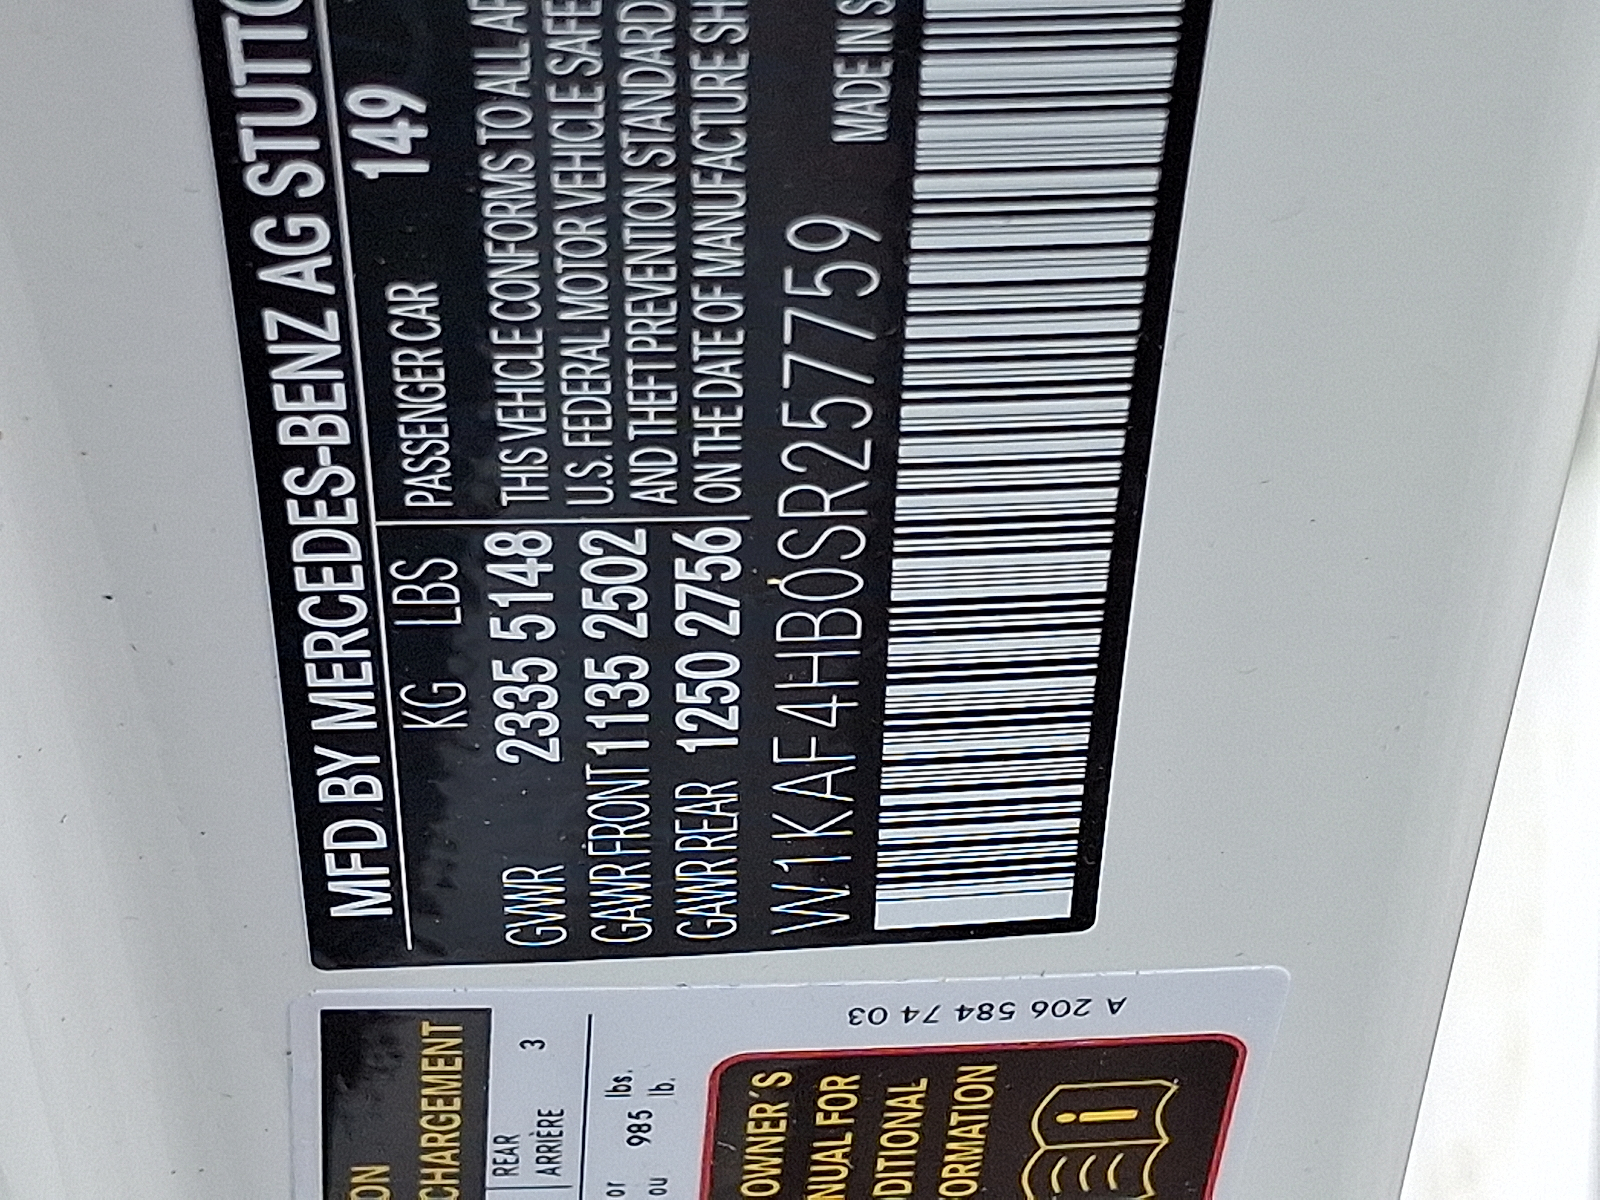 MFD BY MERCEDES-BENZ AG STUTTG
KG LBS PASSENGER CAR 149
GVWR 2335 5148 THIS VEHICLE CONFORMS TO ALL AP
GAWR FRONT 1135 2502 U.S. FEDERAL MOTOR VEHICLE SAFE
GAWR REAR 1250 2756 AND THEFT PREVENTION STANDARD
ON THE DATE OF MANUFACTURE SH
W1KAF4HB0SR257759 MADE IN S
ON
CHARGEMENT
REAR
ARRIÈRE 3
or
ou 985 lbs.
lb.
A 206 584 74 03
OWNER'S
NUAL FOR
DITIONAL
ORMATION
i